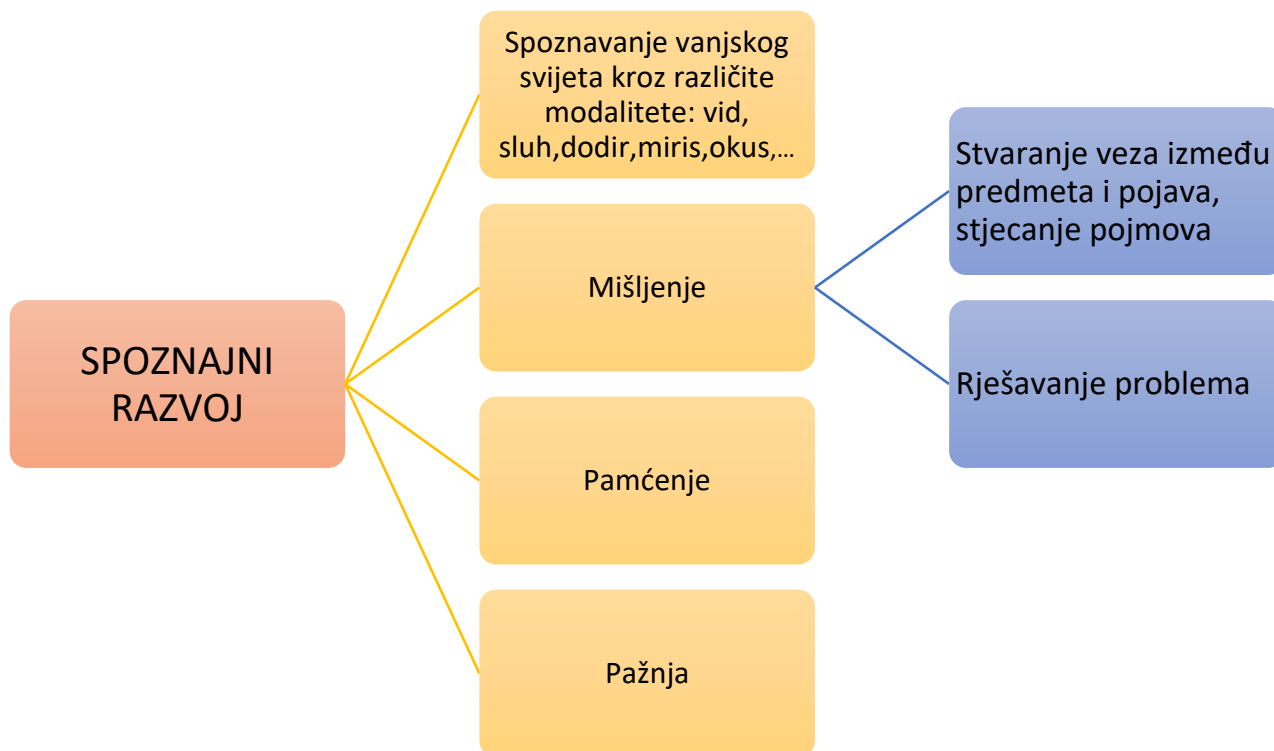 SPOZNAJNI
RAZVOJ
Spoznavanje vanjskog
svijeta kroz različite
modalitete: vid,
sluh,dodir,miris,okus,…
Mišljenje
Pamćenje
Pažnja
Stvaranje veza između
predmeta i pojava,
stjecanje pojmova
Rješavanje problema